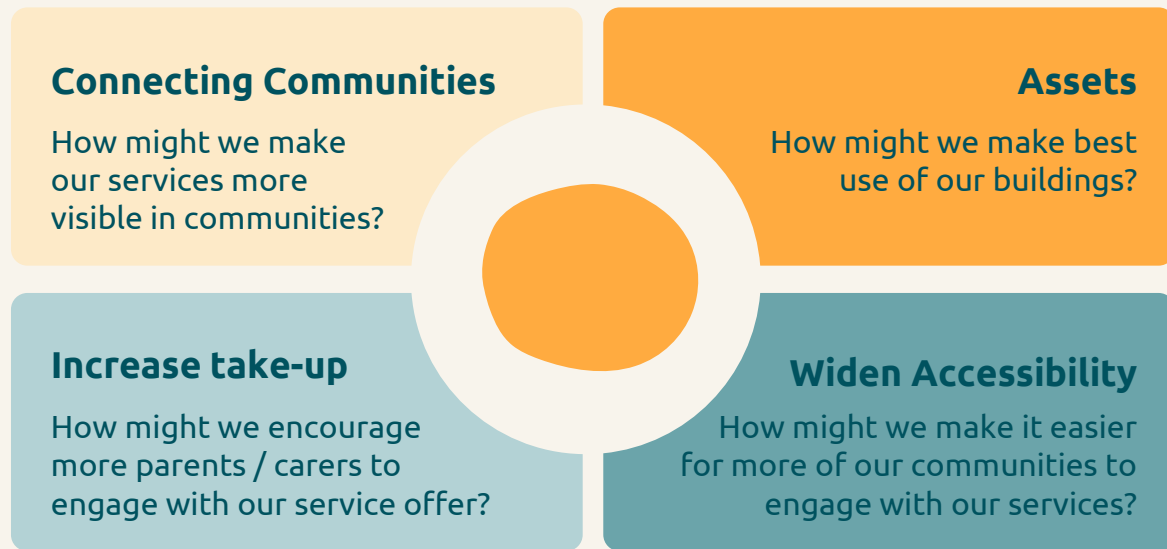 Connecting Communities
How might we make
our services more
visible in communities?
Assets
How might we make best
use of our buildings?
Increase take-up
How might we encourage
more parents / carers to
engage with our service offer?
Widen Accessibility
How might we make it easier
for more of our communities to
engage with our services?